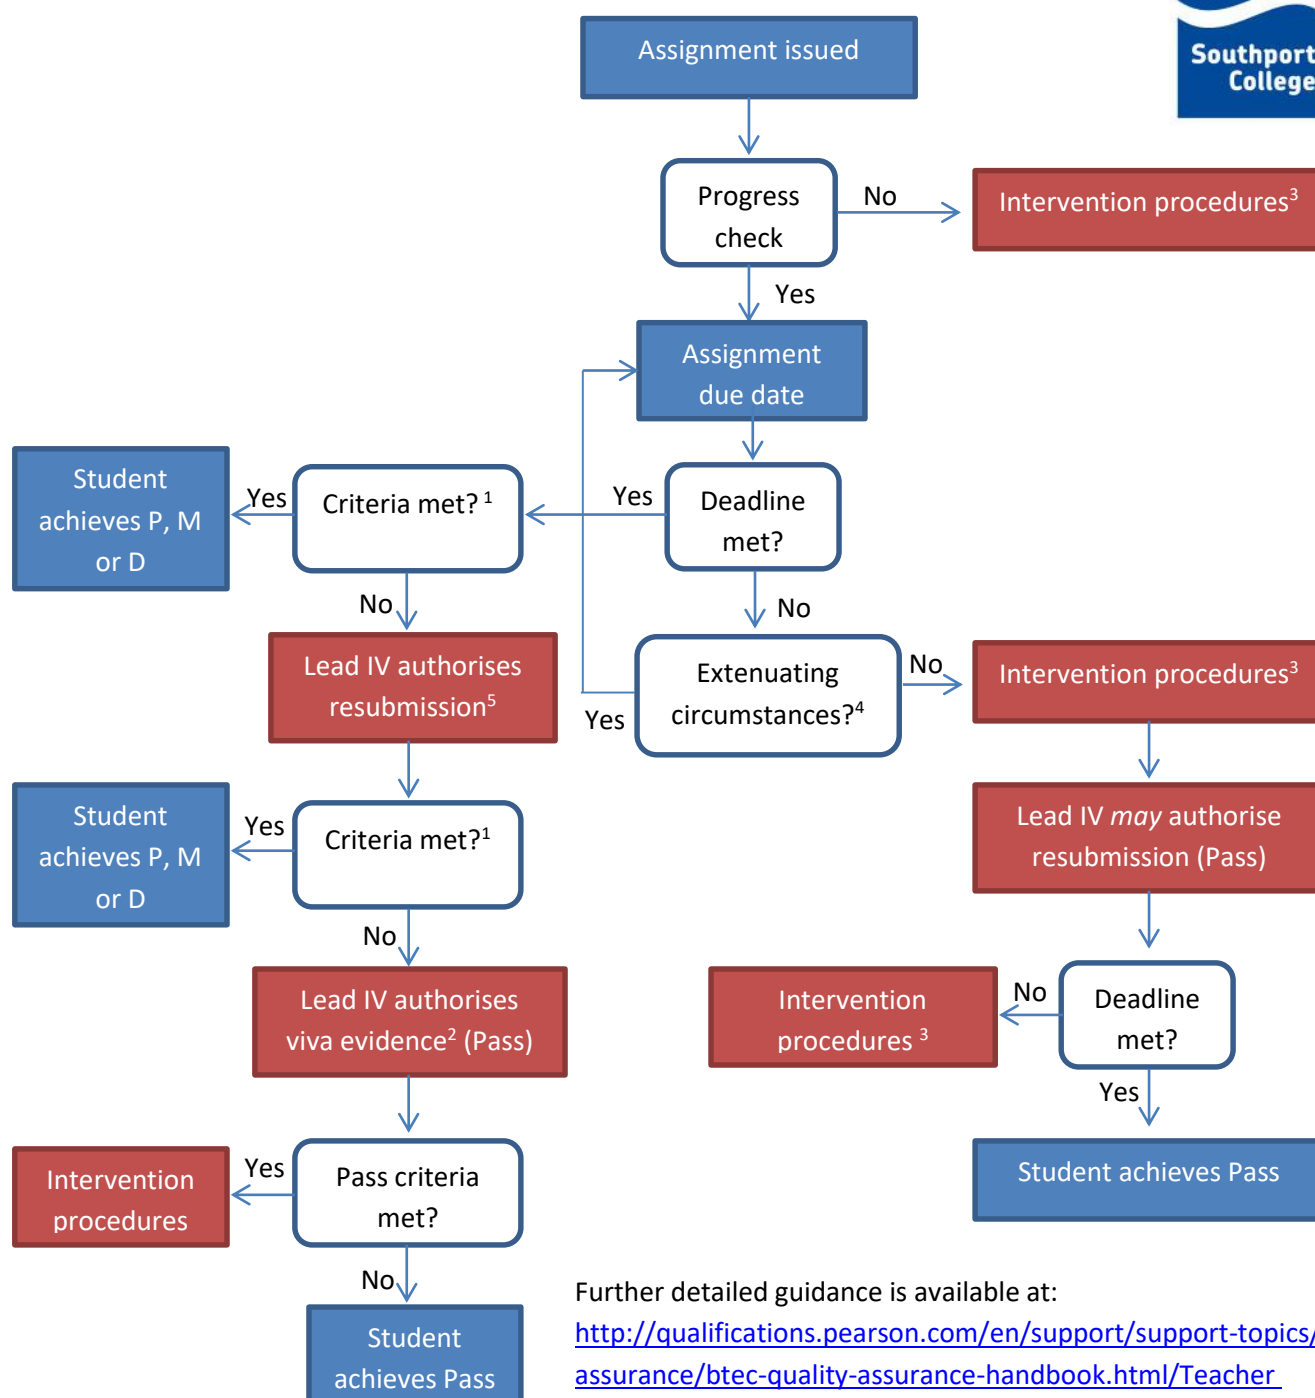 Assignment issued
Southport
College
Progress
check
No
Intervention procedures³
Yes
Assignment
due date
Student
achieves P, M
or D
Yes
Criteria met? ¹
Yes
Deadline
met?
No
No
Lead IV authorises
resubmission⁵
Extenuating
circumstances?⁴
Yes
No
Intervention procedures³
Student
achieves P, M
or D
Yes
Criteria met?¹
Lead IV may authorise
resubmission (Pass)
No
Lead IV authorises
viva evidence² (Pass)
Intervention
procedures ³
No
Deadline
met?
Yes
Intervention
procedures
Yes
Pass criteria
met?
Student achieves Pass
No
Student
achieves Pass
Further detailed guidance is available at:
http://qualifications.pearson.com/en/support/support-topics/
assurance/btec-quality-assurance-handbook.html/Teacher